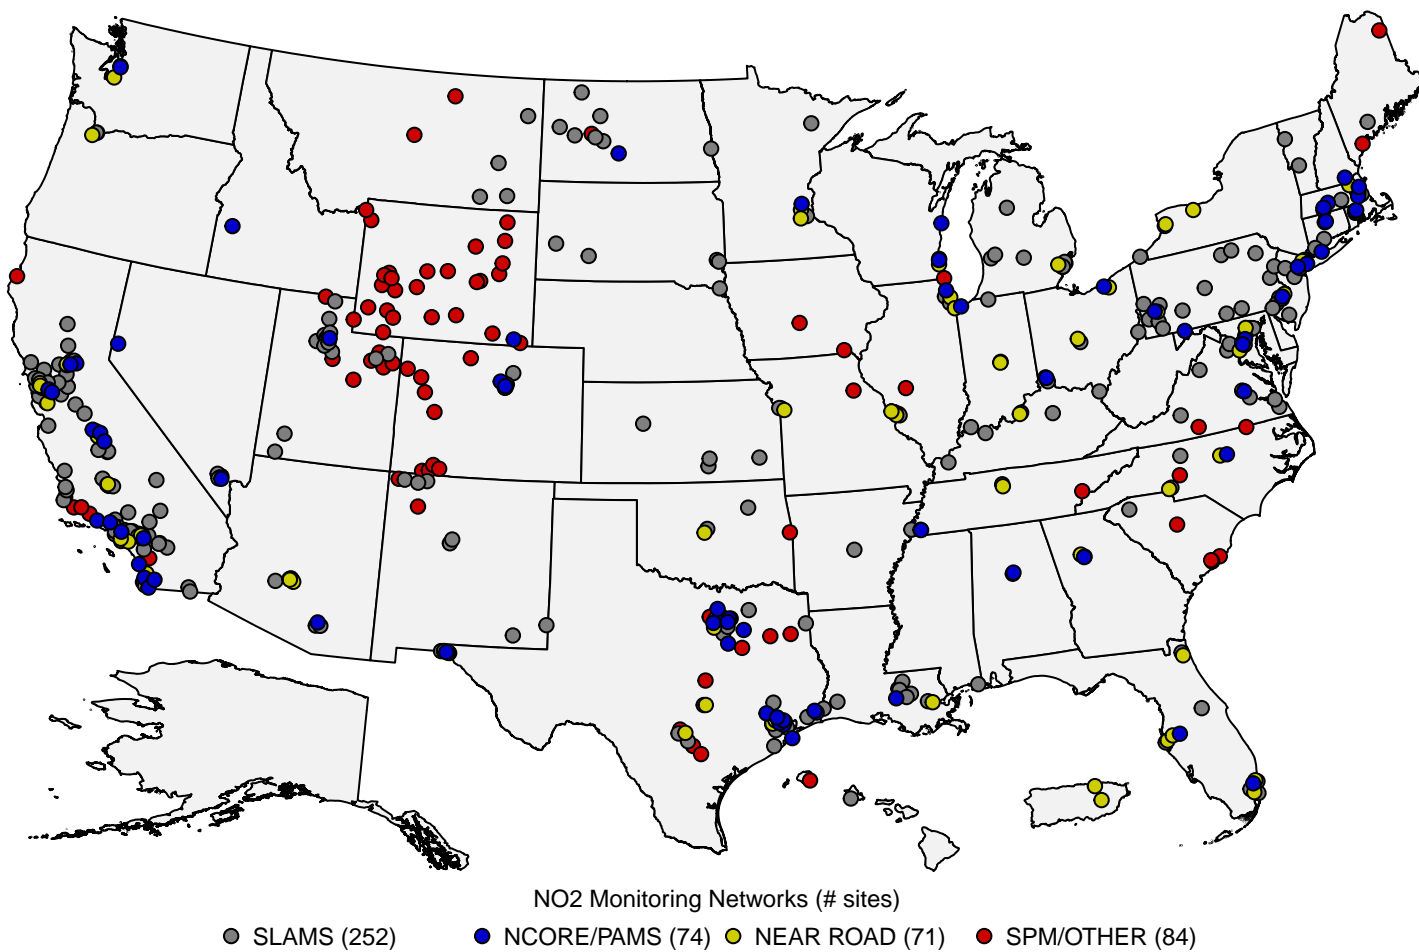 NO2 Monitoring Networks (# sites)
SLAMS (252) NCORE/PAMS (74) NEAR ROAD (71) SPM/OTHER (84)